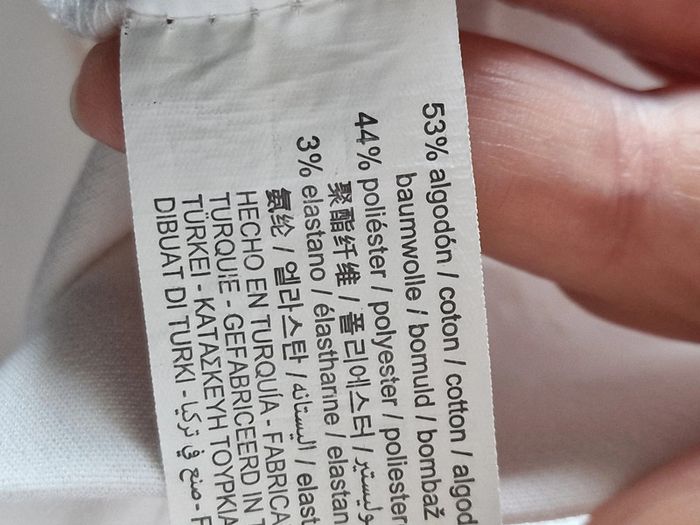 53% algodón / coton / cotton / algod
baumwolle / bomuld / bombaž
44% poliéster / polyester / poliester
聚酯纤维 / 폴리에스터 /
3% elastano / élasthanne / elastan
氨纶 / 엘라스탄 / اليستانه / elast
HECHO EN TURQUÍA - FABRICA
TURQUIE - GEFABRICEERD IN T
TÜRKEI - ΚΑΤΑΣΚΕΥΗ ΤΟΥΡΚΙΑ
DIBUAT DI TURKI - صنع في تركيا - F